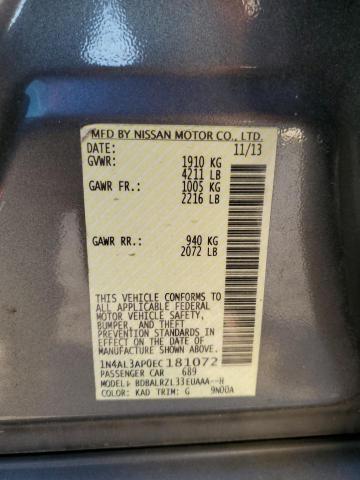 MFD BY NISSAN MOTOR CO., LTD.
DATE: 11/13
GVWR: 1910 KG
4211 LB
GAWR FR.: 1005 KG
2216 LB
GAWR RR.: 940 KG
2072 LB
THIS VEHICLE CONFORMS TO
ALL APPLICABLE FEDERAL
MOTOR VEHICLE SAFETY,
BUMPER, AND THEFT
PREVENTION STANDARDS
IN EFFECT ON THE DATE OF
MANUFACTURE SHOWN ABOVE.
1N4AL3AP0EC181072
PASSENGER CAR 689
MODEL: BDBALRZL33EUAAA--H
COLOR: KAD TRIM: G 9N00A